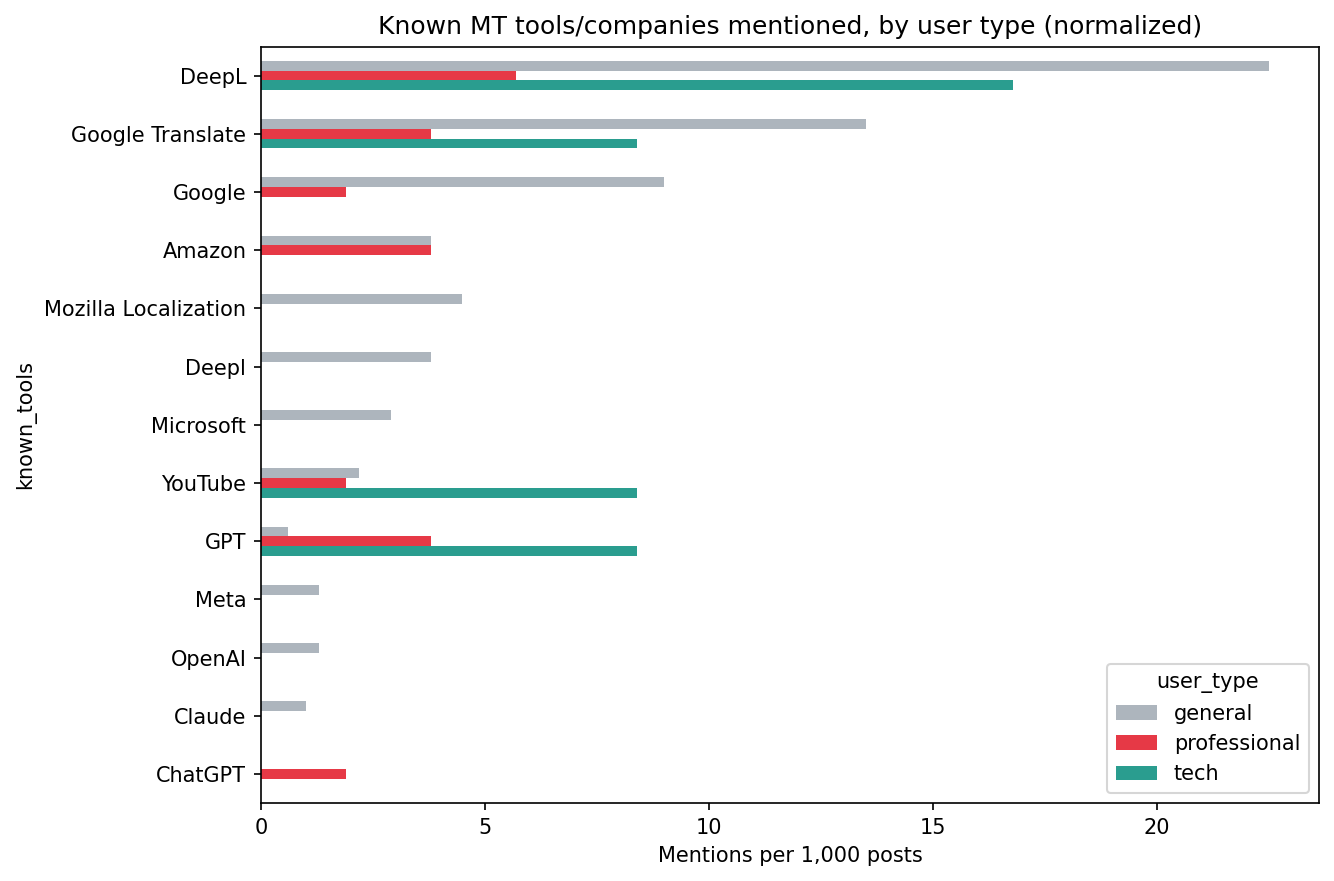 Known MT tools/companies mentioned, by user type (normalized)
known_tools
DeepL
Google Translate
Google
Amazon
Mozilla Localization
Deepl
Microsoft
YouTube
GPT
Meta
OpenAI
Claude
ChatGPT
user_type
general
professional
tech
0 5 10 15 20
Mentions per 1,000 posts